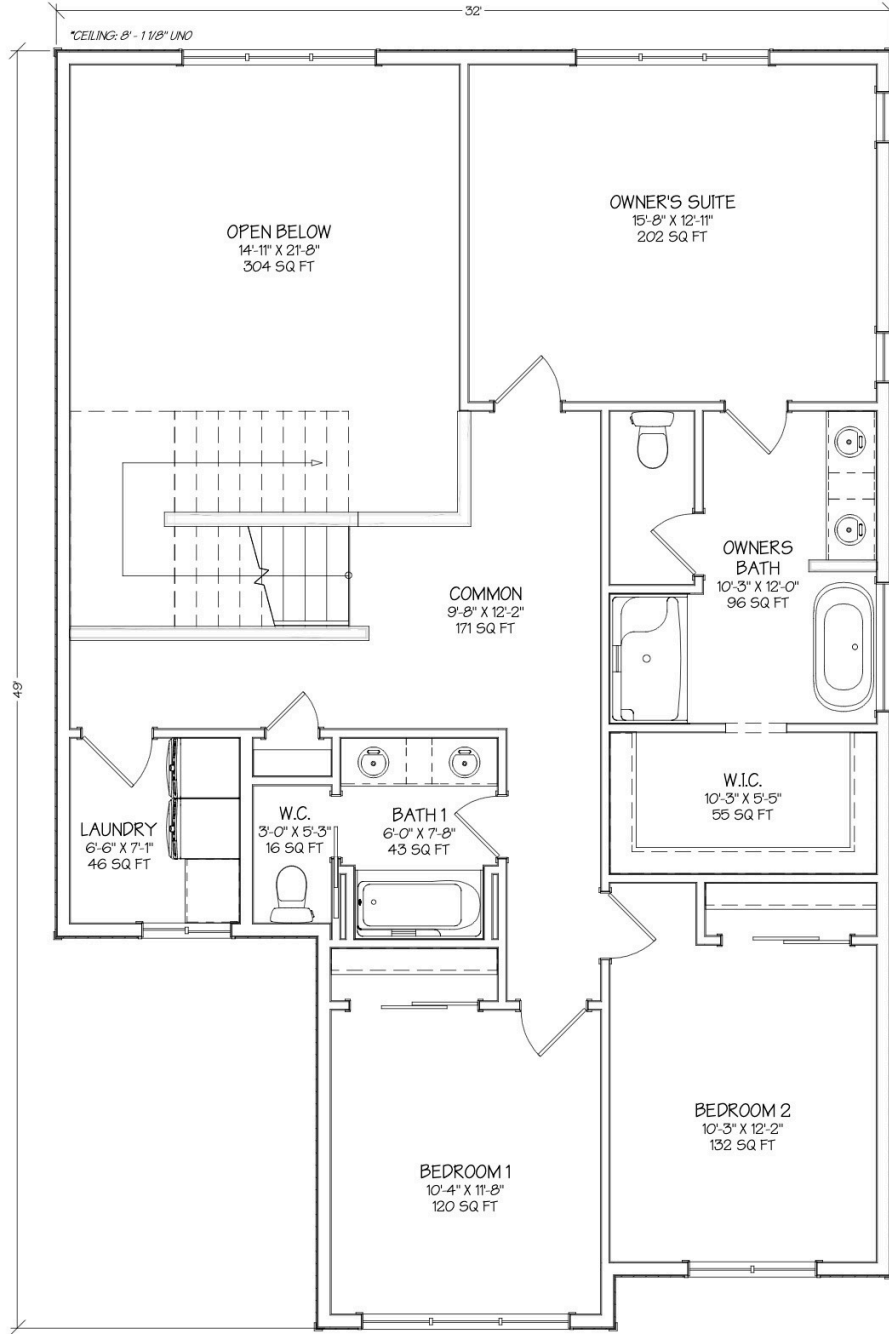 32'
*CEILING: 8' - 1 1/8" UNO
OPEN BELOW
14'-11" X 21'-8"
304 SQ FT
OWNER'S SUITE
15'-8" X 12'-11"
202 SQ FT
OWNERS
BATH
10'-3" X 12'-0"
96 SQ FT
COMMON
9'-8" X 12'-2"
171 SQ FT
49'
W.I.C.
10'-3" X 5'-5"
55 SQ FT
LAUNDRY
6'-6" X 7'-1"
46 SQ FT
W.C.
3'-0" X 5'-3"
16 SQ FT
BATH 1
6'-0" X 7'-8"
43 SQ FT
BEDROOM 1
10'-4" X 11'-8"
120 SQ FT
BEDROOM 2
10'-3" X 12'-2"
132 SQ FT